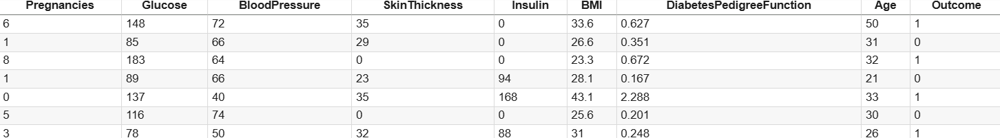 Pregnancies Glucose BloodPressure SkinThickness Insulin BMI DiabetesPedigreeFunction Age Outcome
6 148 72 35 0 33.6 0.627 50 1
1 85 66 29 0 26.6 0.351 31 0
8 183 64 0 0 23.3 0.672 32 1
1 89 66 23 94 28.1 0.167 21 0
0 137 40 35 168 43.1 2.288 33 1
5 116 74 0 0 25.6 0.201 30 0
3 78 50 32 88 31 0.248 26 1